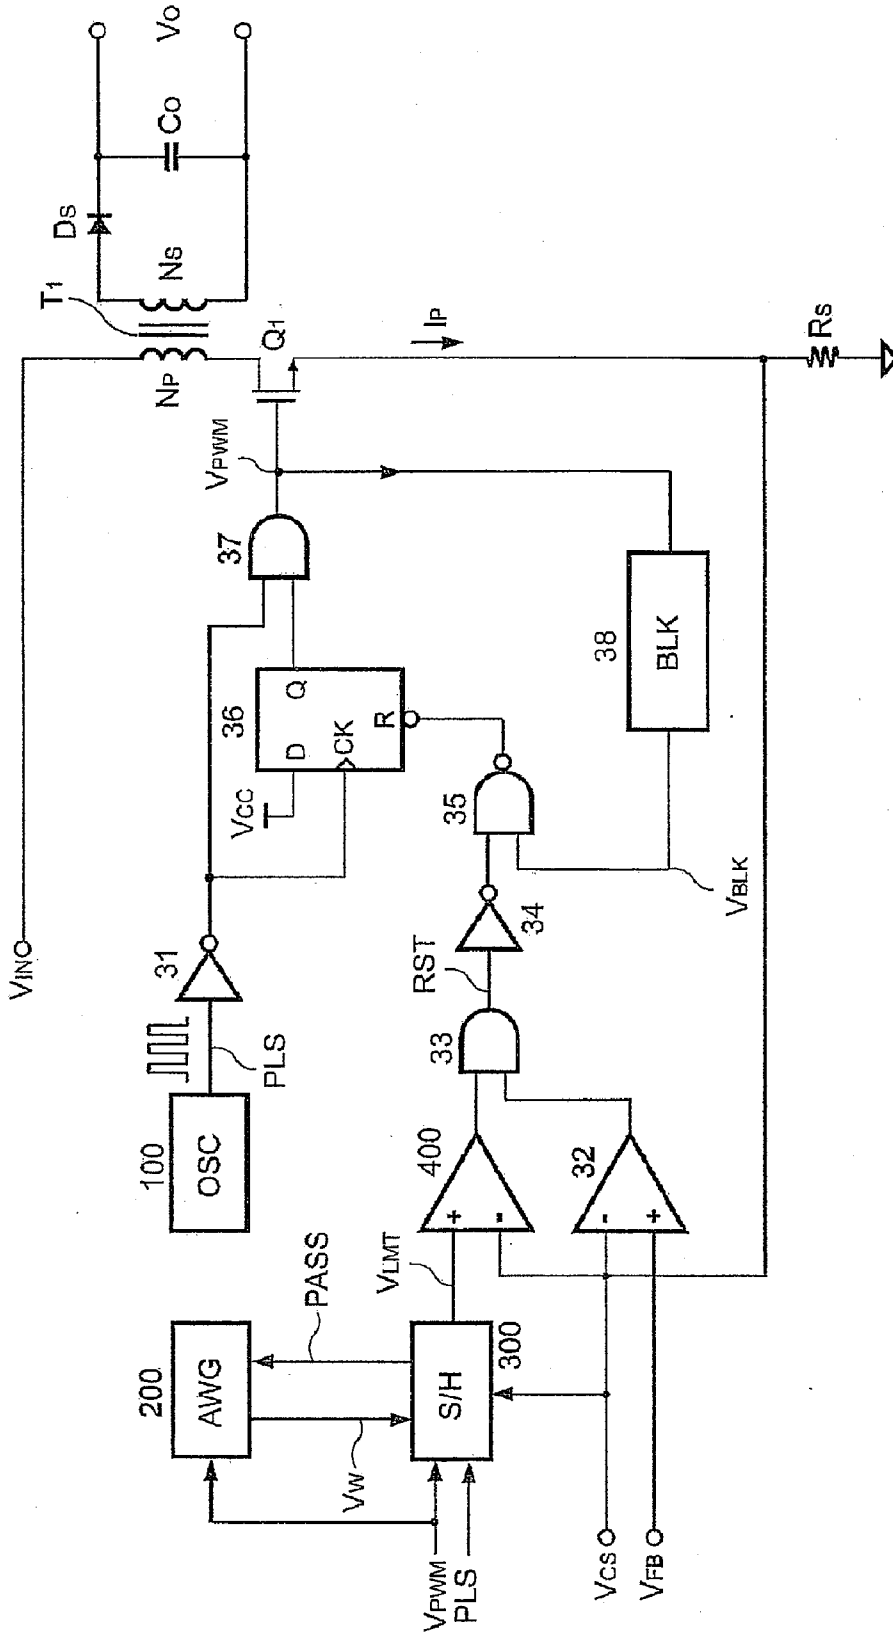 VIN
T1
NP
NS
DS
CO
VO
Q1
IP
RS
VPWM
100
OSC
PLS
31
VCC
36
D
Q
CK
R
37
38
BLK
VBLK
35
34
RST
33
400
+
-
32
-
+
VLMT
200
AWG
PASS
VW
300
S/H
VPWM
PLS
VCS
VFB